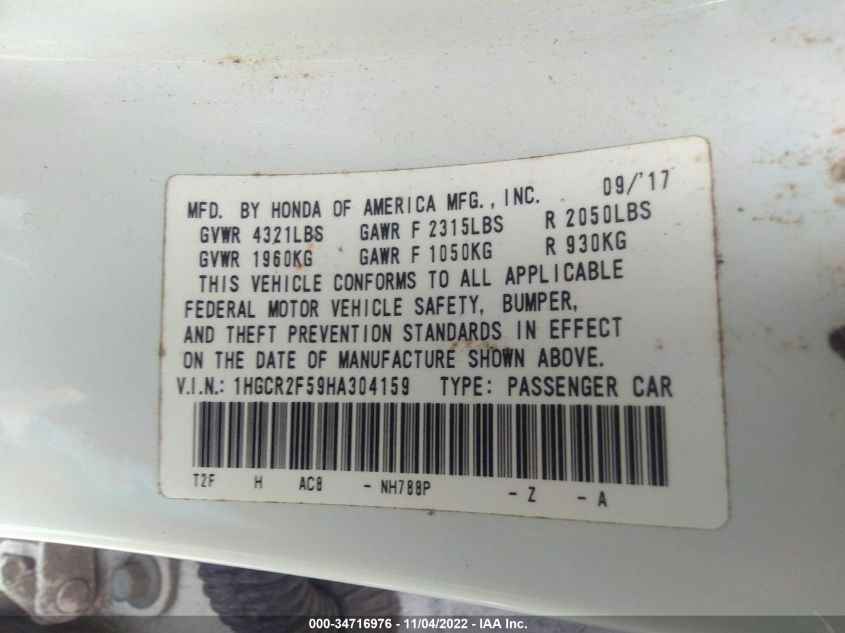 MFD. BY HONDA OF AMERICA MFG., INC. 09/'17
GVWR 4321LBS GAWR F 2315LBS R 2050LBS
GVWR 1960KG GAWR F 1050KG R 930KG
THIS VEHICLE CONFORMS TO ALL APPLICABLE
FEDERAL MOTOR VEHICLE SAFETY, BUMPER,
AND THEFT PREVENTION STANDARDS IN EFFECT
ON THE DATE OF MANUFACTURE SHOWN ABOVE.
V.I.N.: 1HGCR2F59HA304159 TYPE: PASSENGER CAR
T2F H AC8 - NH788P - Z - A
000-34716976 - 11/04/2022 - IAA Inc.